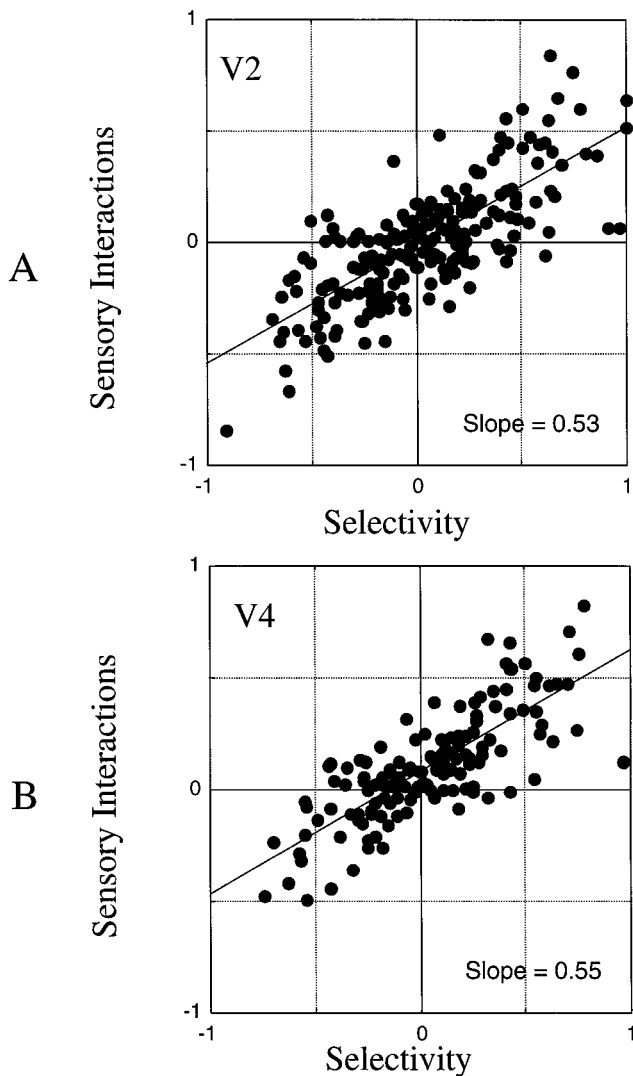 A
V2
Sensory Interactions
1
0
-1
-1
0
1
Slope = 0.53
Selectivity
B
V4
Sensory Interactions
1
0
-1
-1
0
1
Slope = 0.55
Selectivity